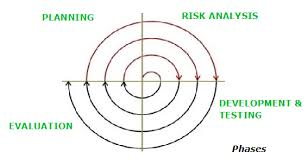 PLANNING
RISK ANALYSIS
EVALUATION
DEVELOPMENT &
TESTING
Phases